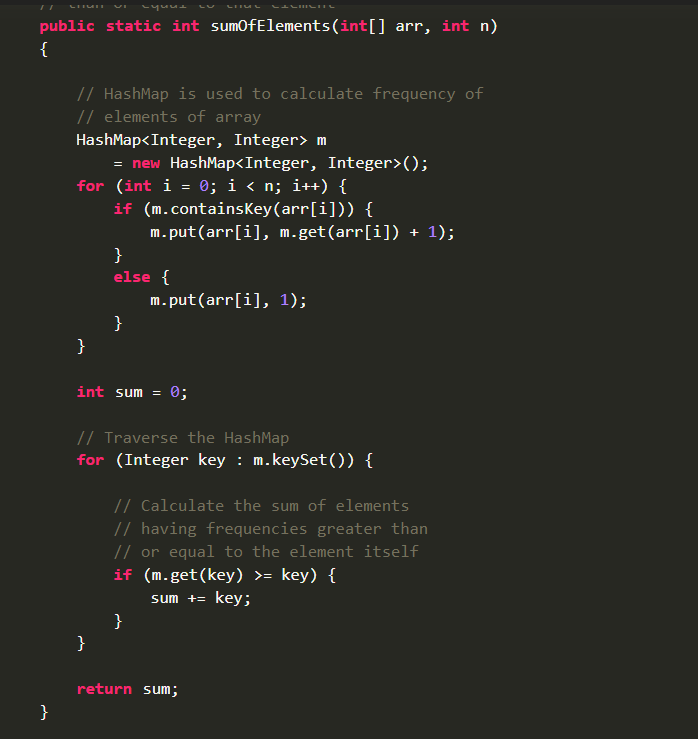 // than or equal to that element
public static int sumOfElements(int[] arr, int n)
{
// HashMap is used to calculate frequency of
// elements of array
HashMap<Integer, Integer> m
= new HashMap<Integer, Integer>();
for (int i = 0; i < n; i++) {
if (m.containsKey(arr[i])) {
m.put(arr[i], m.get(arr[i]) + 1);
}
else {
m.put(arr[i], 1);
}
}
int sum = 0;
// Traverse the HashMap
for (Integer key : m.keySet()) {
// Calculate the sum of elements
// having frequencies greater than
// or equal to the element itself
if (m.get(key) >= key) {
sum += key;
}
}
return sum;
}